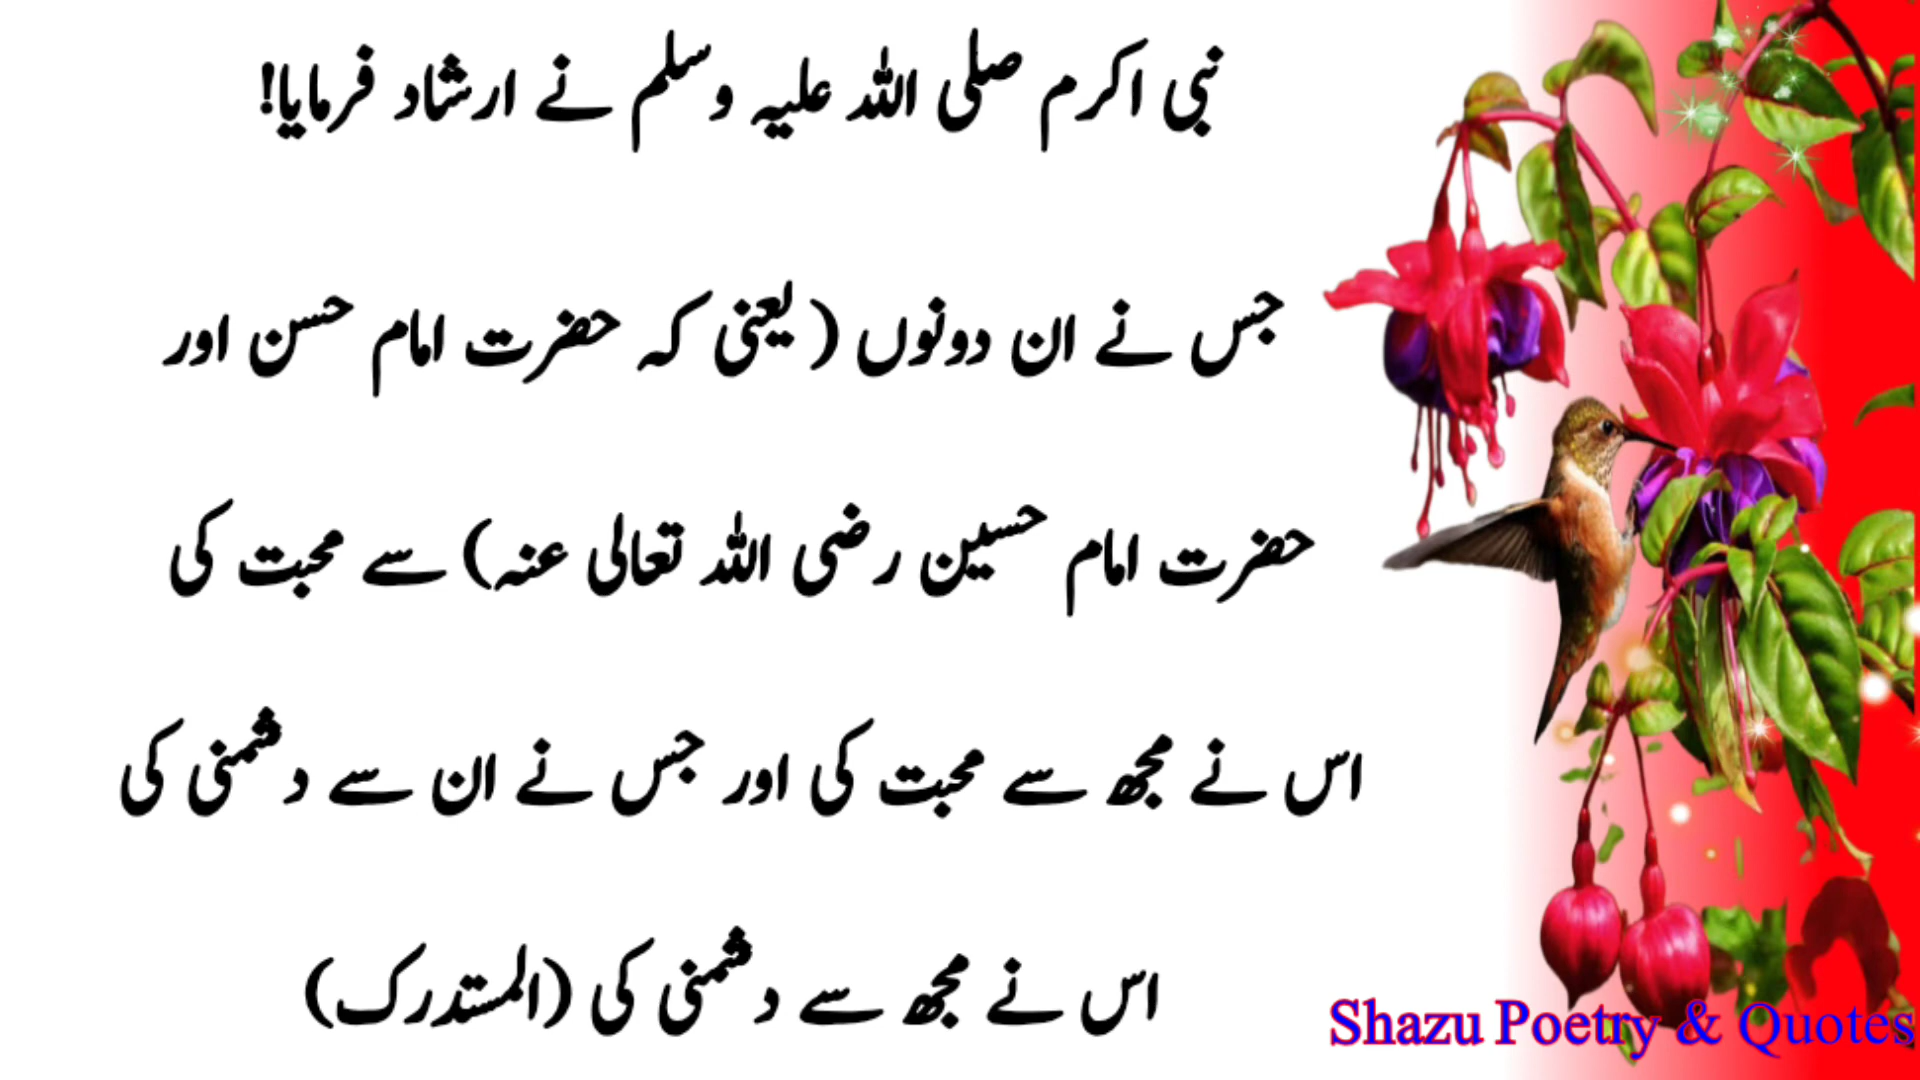 نبی اکرم صلی اللہ علیہ وسلم نے ارشاد فرمایا!
جس نے ان دونوں (یعنی کہ حضرت امام حسن اور
حضرت امام حسین رضی اللہ تعالی عنہ) سے محبت کی
اس نے مجھ سے محبت کی اور جس نے ان سے دشمنی کی
اس نے مجھ سے دشمنی کی (المستدرک)
Shazu Poetry & Quotes